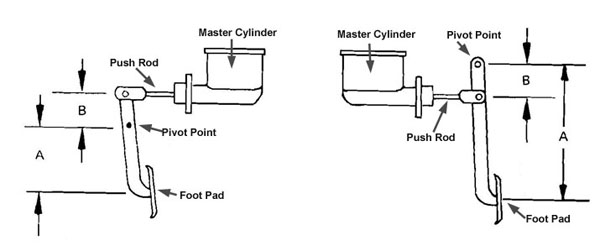 Master Cylinder
Push Rod
B
Pivot Point
A
Foot Pad
Master Cylinder
Pivot Point
B
Push Rod
A
Foot Pad